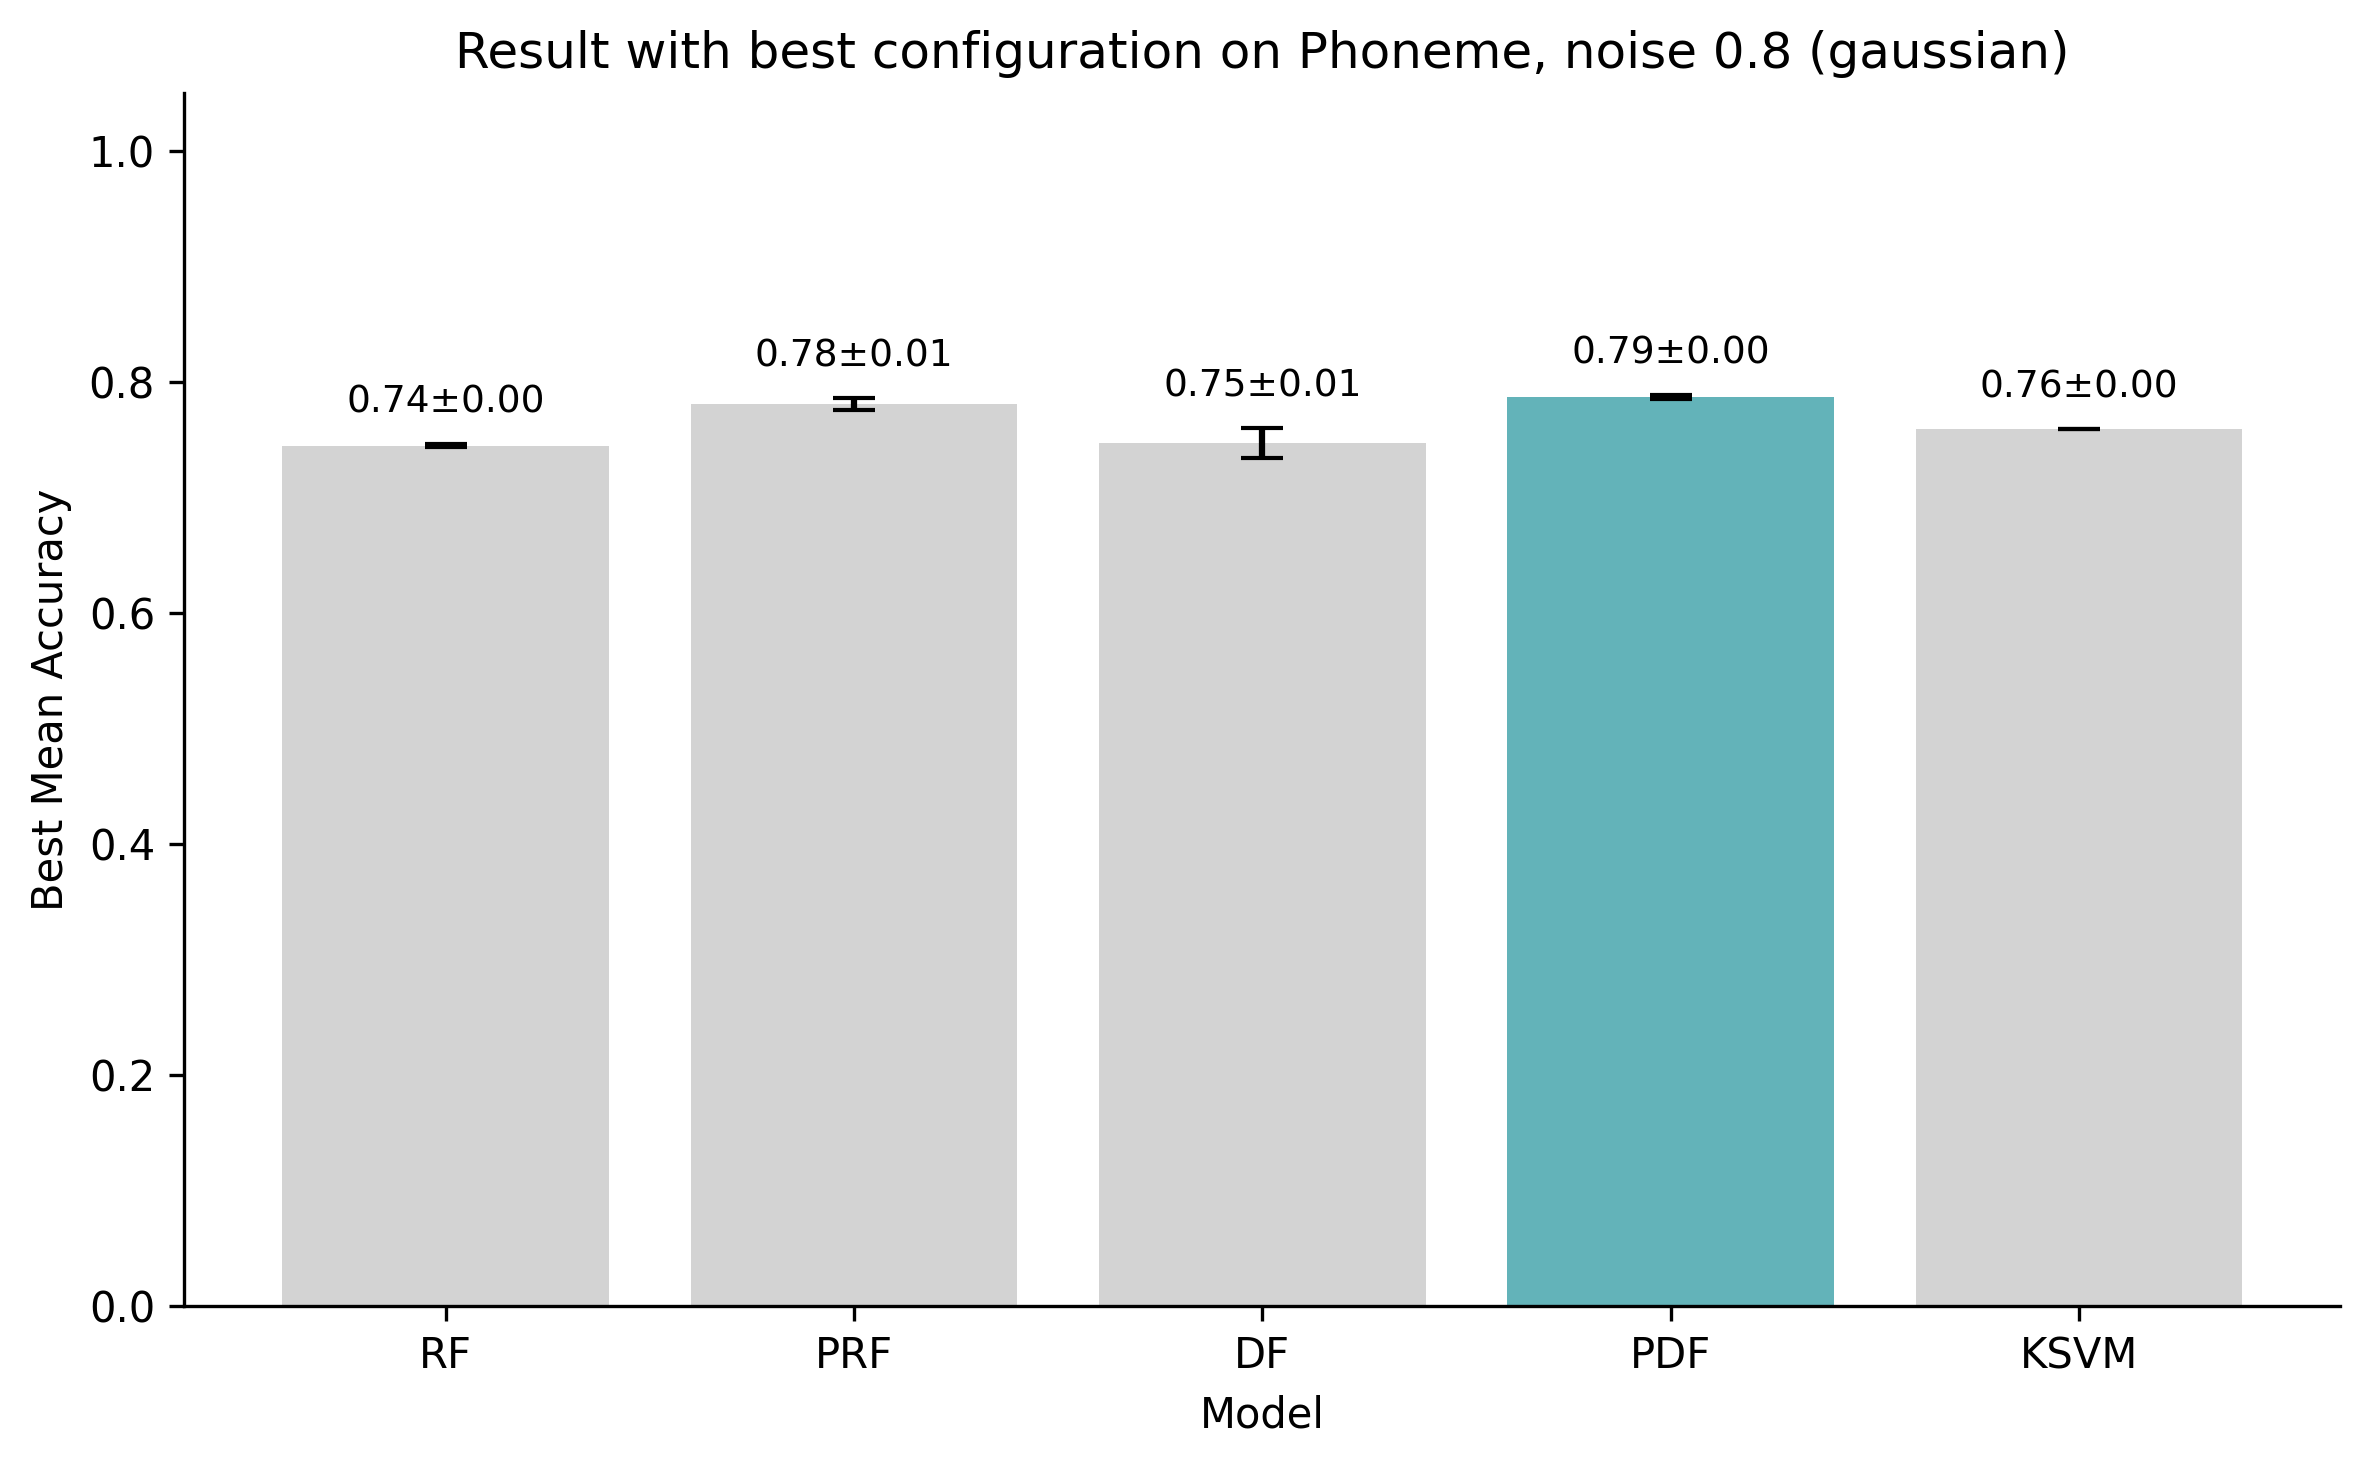 Result with best configuration on Phoneme, noise 0.8 (gaussian)
Best Mean Accuracy
1.0
0.8
0.6
0.4
0.2
0.0
0.74±0.00
0.78±0.01
0.75±0.01
0.79±0.00
0.76±0.00
RF PRF DF PDF KSVM
Model